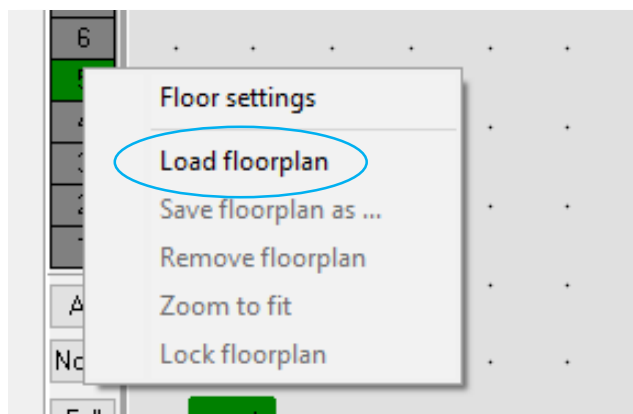 6
Floor settings
Load floorplan
Save floorplan as ...
Remove floorplan
Zoom to fit
Lock floorplan